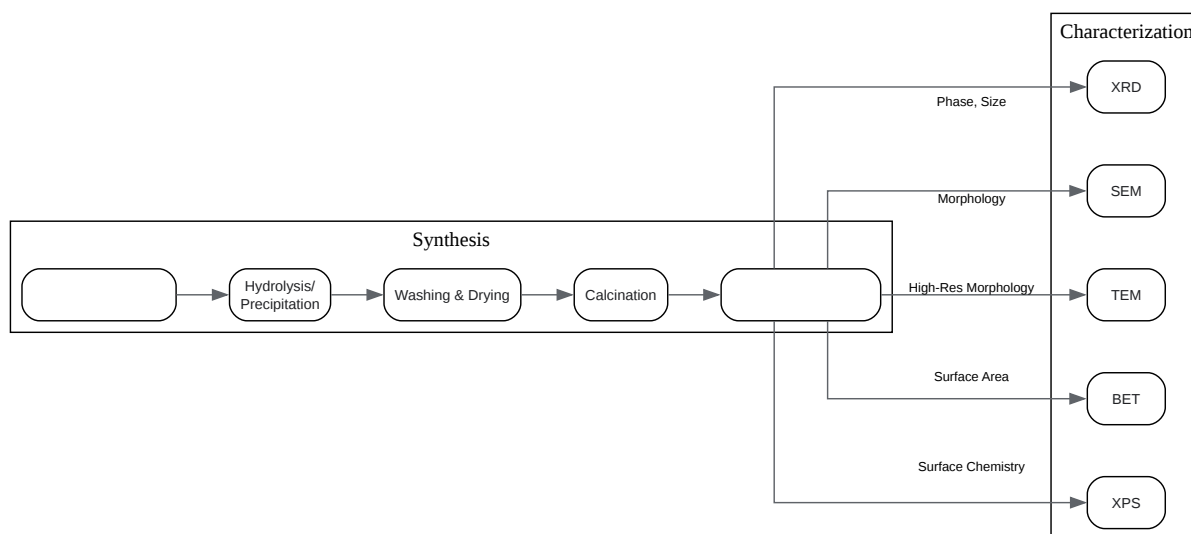 Characterization
XRD
Phase, Size
SEM
Morphology
Synthesis
Hydrolysis/
Precipitation
Washing & Drying
Calcination
High-Res Morphology
TEM
Surface Area
BET
Surface Chemistry
XPS